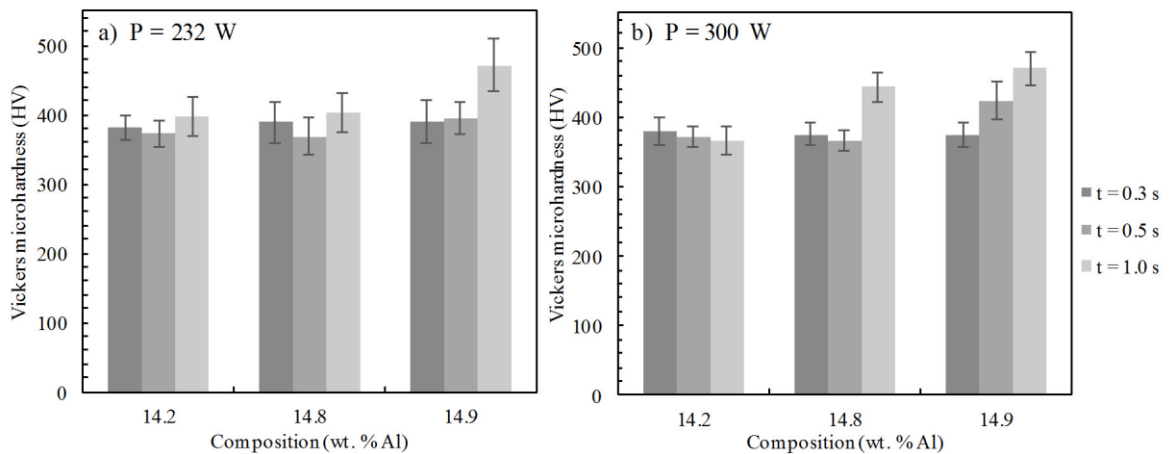 a) P = 232 W
Vickers microhardness (HV)
500
400
300
200
100
0
14.2 14.8 14.9
Composition (wt. % Al)
b) P = 300 W
Vickers microhardness (HV)
500
400
300
200
100
0
14.2 14.8 14.9
Composition (wt. % Al)
t = 0.3 s
t = 0.5 s
t = 1.0 s